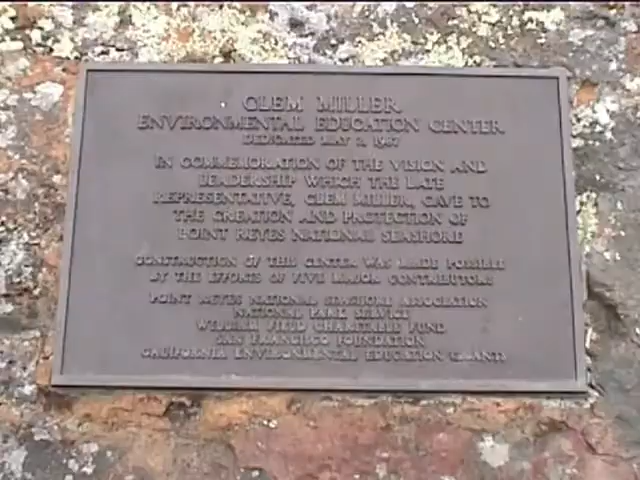 CLEM MILLER
ENVIRONMENTAL EDUCATION CENTER
DEDICATED MAY 3, 1987
IN COMMEMORATION OF THE VISION AND
LEADERSHIP WHICH THE LATE
REPRESENTATIVE, CLEM MILLER, GAVE TO
THE CREATION AND PROTECTION OF
POINT REYES NATIONAL SEASHORE
CONSTRUCTION OF THIS CENTER WAS MADE POSSIBLE
BY THE EFFORTS OF FIVE MAJOR CONTRIBUTORS
POINT REYES NATIONAL SEASHORE ASSOCIATION
NATIONAL PARK SERVICE
WILLIAM FIELD CHARITABLE FUND
SAN FRANCISCO FOUNDATION
CALIFORNIA ENVIRONMENTAL EDUCATION GRANTS